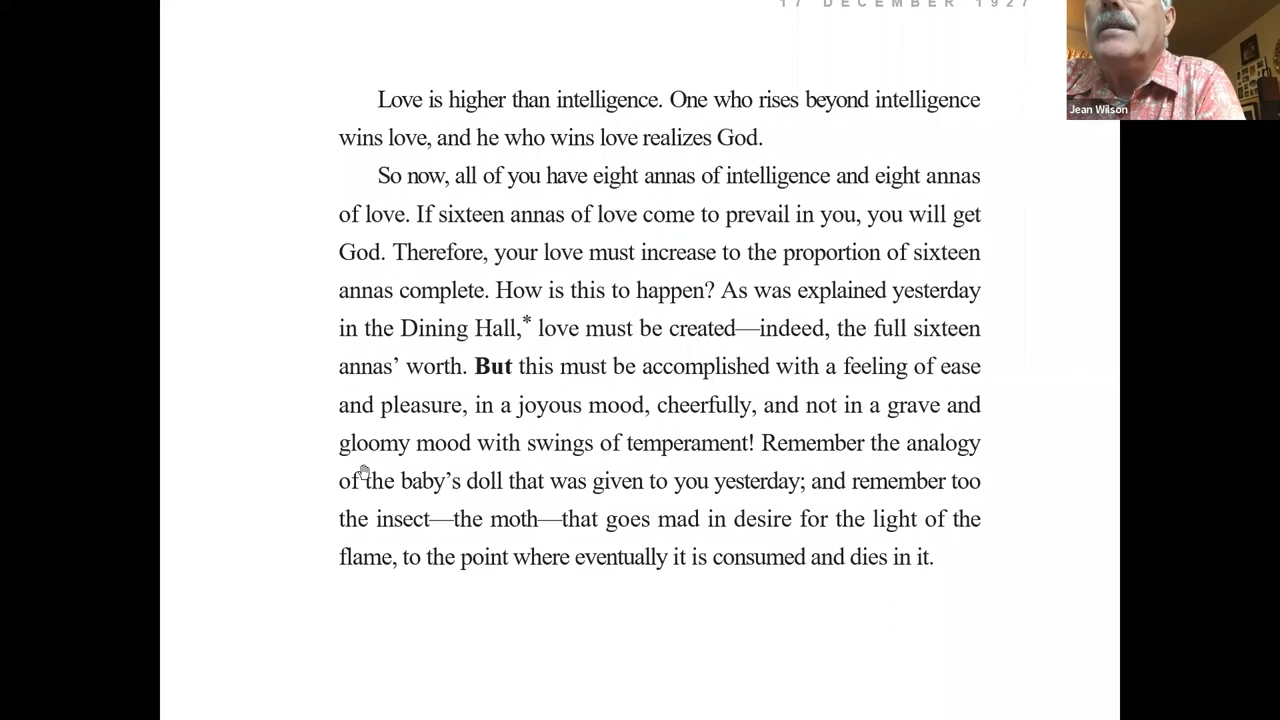 17 DECEMBER 1927
Jean Wilson
Love is higher than intelligence. One who rises beyond intelligence
wins love, and he who wins love realizes God.
So now, all of you have eight annas of intelligence and eight annas
of love. If sixteen annas of love come to prevail in you, you will get
God. Therefore, your love must increase to the proportion of sixteen
annas complete. How is this to happen? As was explained yesterday
in the Dining Hall,* love must be created—indeed, the full sixteen
annas’ worth. But this must be accomplished with a feeling of ease
and pleasure, in a joyous mood, cheerfully, and not in a grave and
gloomy mood with swings of temperament! Remember the analogy
of the baby’s doll that was given to you yesterday; and remember too
the insect—the moth—that goes mad in desire for the light of the
flame, to the point where eventually it is consumed and dies in it.